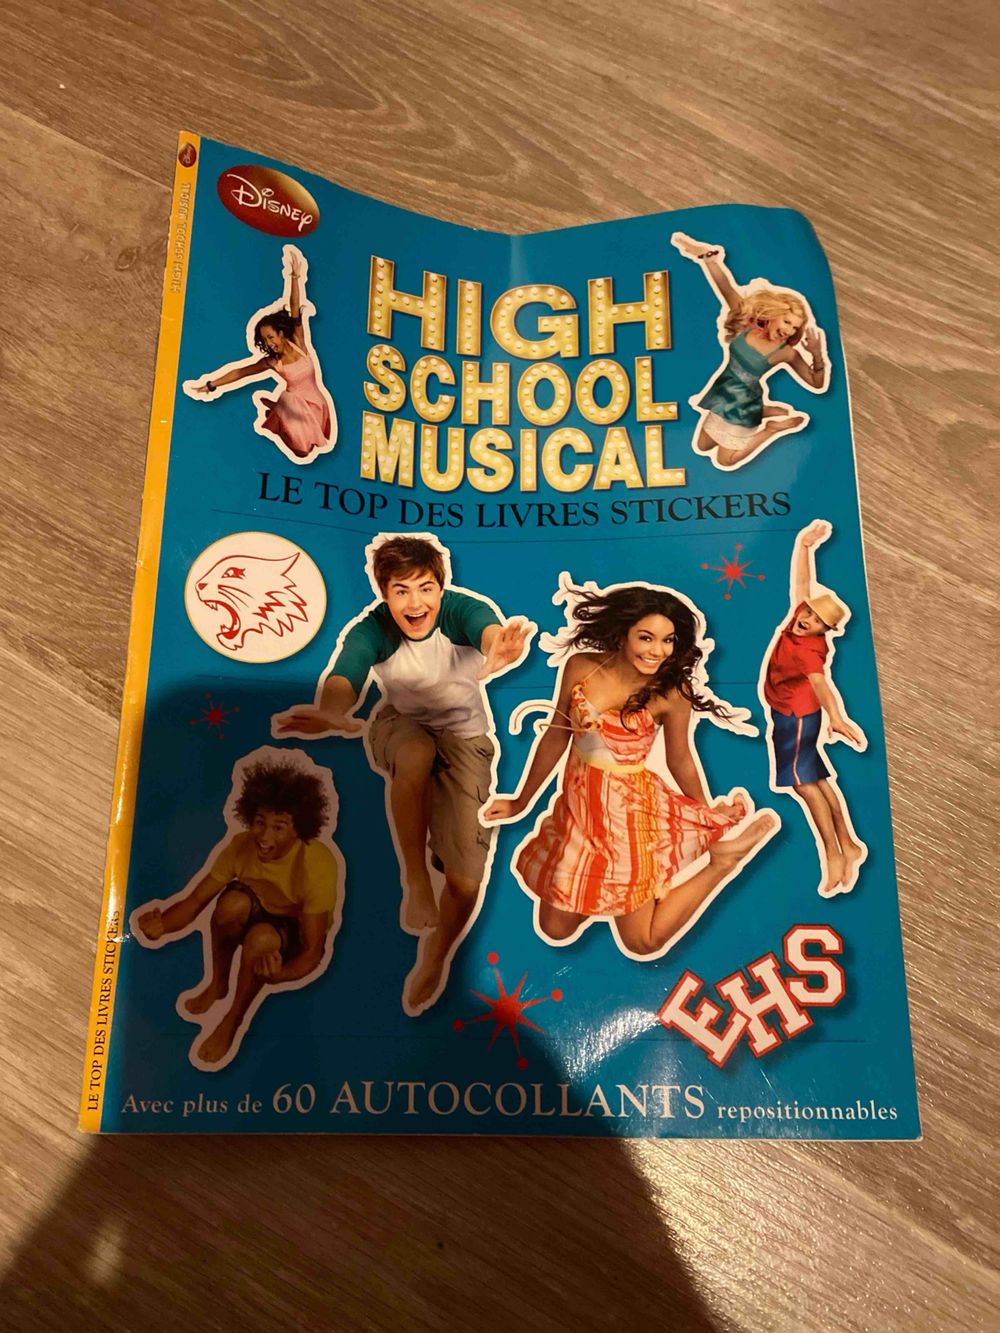 DISNEY
HIGH
SCHOOL
MUSICAL
LE TOP DES LIVRES STICKERS
EHS
Avec plus de 60 AUTOCOLLANTS repositionnables
Disney
HIGH SCHOOL MUSICAL
LE TOP DES LIVRES STICKERS